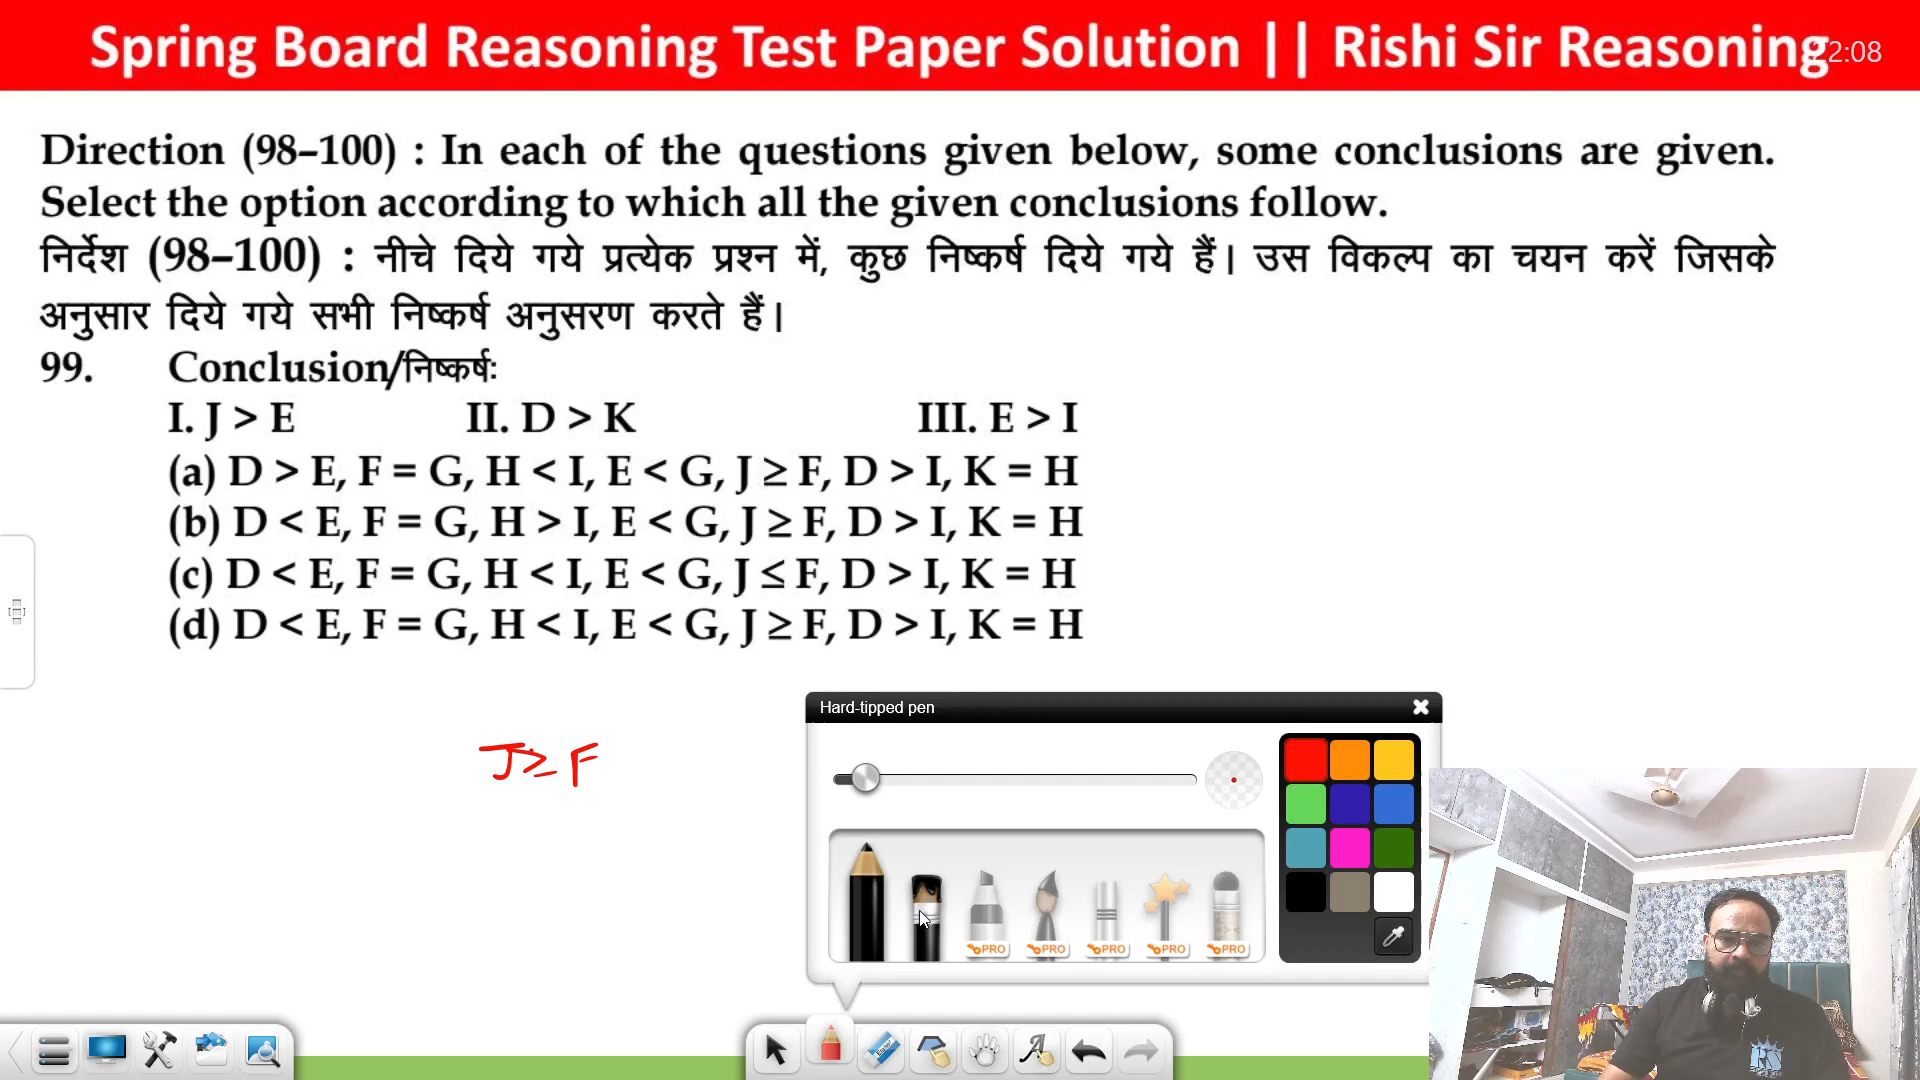 Spring Board Reasoning Test Paper Solution || Rishi Sir Reasoning
2:08
Direction (98–100) : In each of the questions given below, some conclusions are given.
Select the option according to which all the given conclusions follow.
निर्देश (98–100) : नीचे दिये गये प्रत्येक प्रश्न में, कुछ निष्कर्ष दिये गये हैं। उस विकल्प का चयन करें जिसके
अनुसार दिये गये सभी निष्कर्ष अनुसरण करते हैं।
99. Conclusion/निष्कर्षः
I. J > E II. D > K III. E > I
(a) D > E, F = G, H < I, E < G, J ≥ F, D > I, K = H
(b) D < E, F = G, H > I, E < G, J ≥ F, D > I, K = H
(c) D < E, F = G, H < I, E < G, J ≤ F, D > I, K = H
(d) D < E, F = G, H < I, E < G, J ≥ F, D > I, K = H
J ≥ F
Hard-tipped pen
PRO PRO PRO PRO PRO
RS